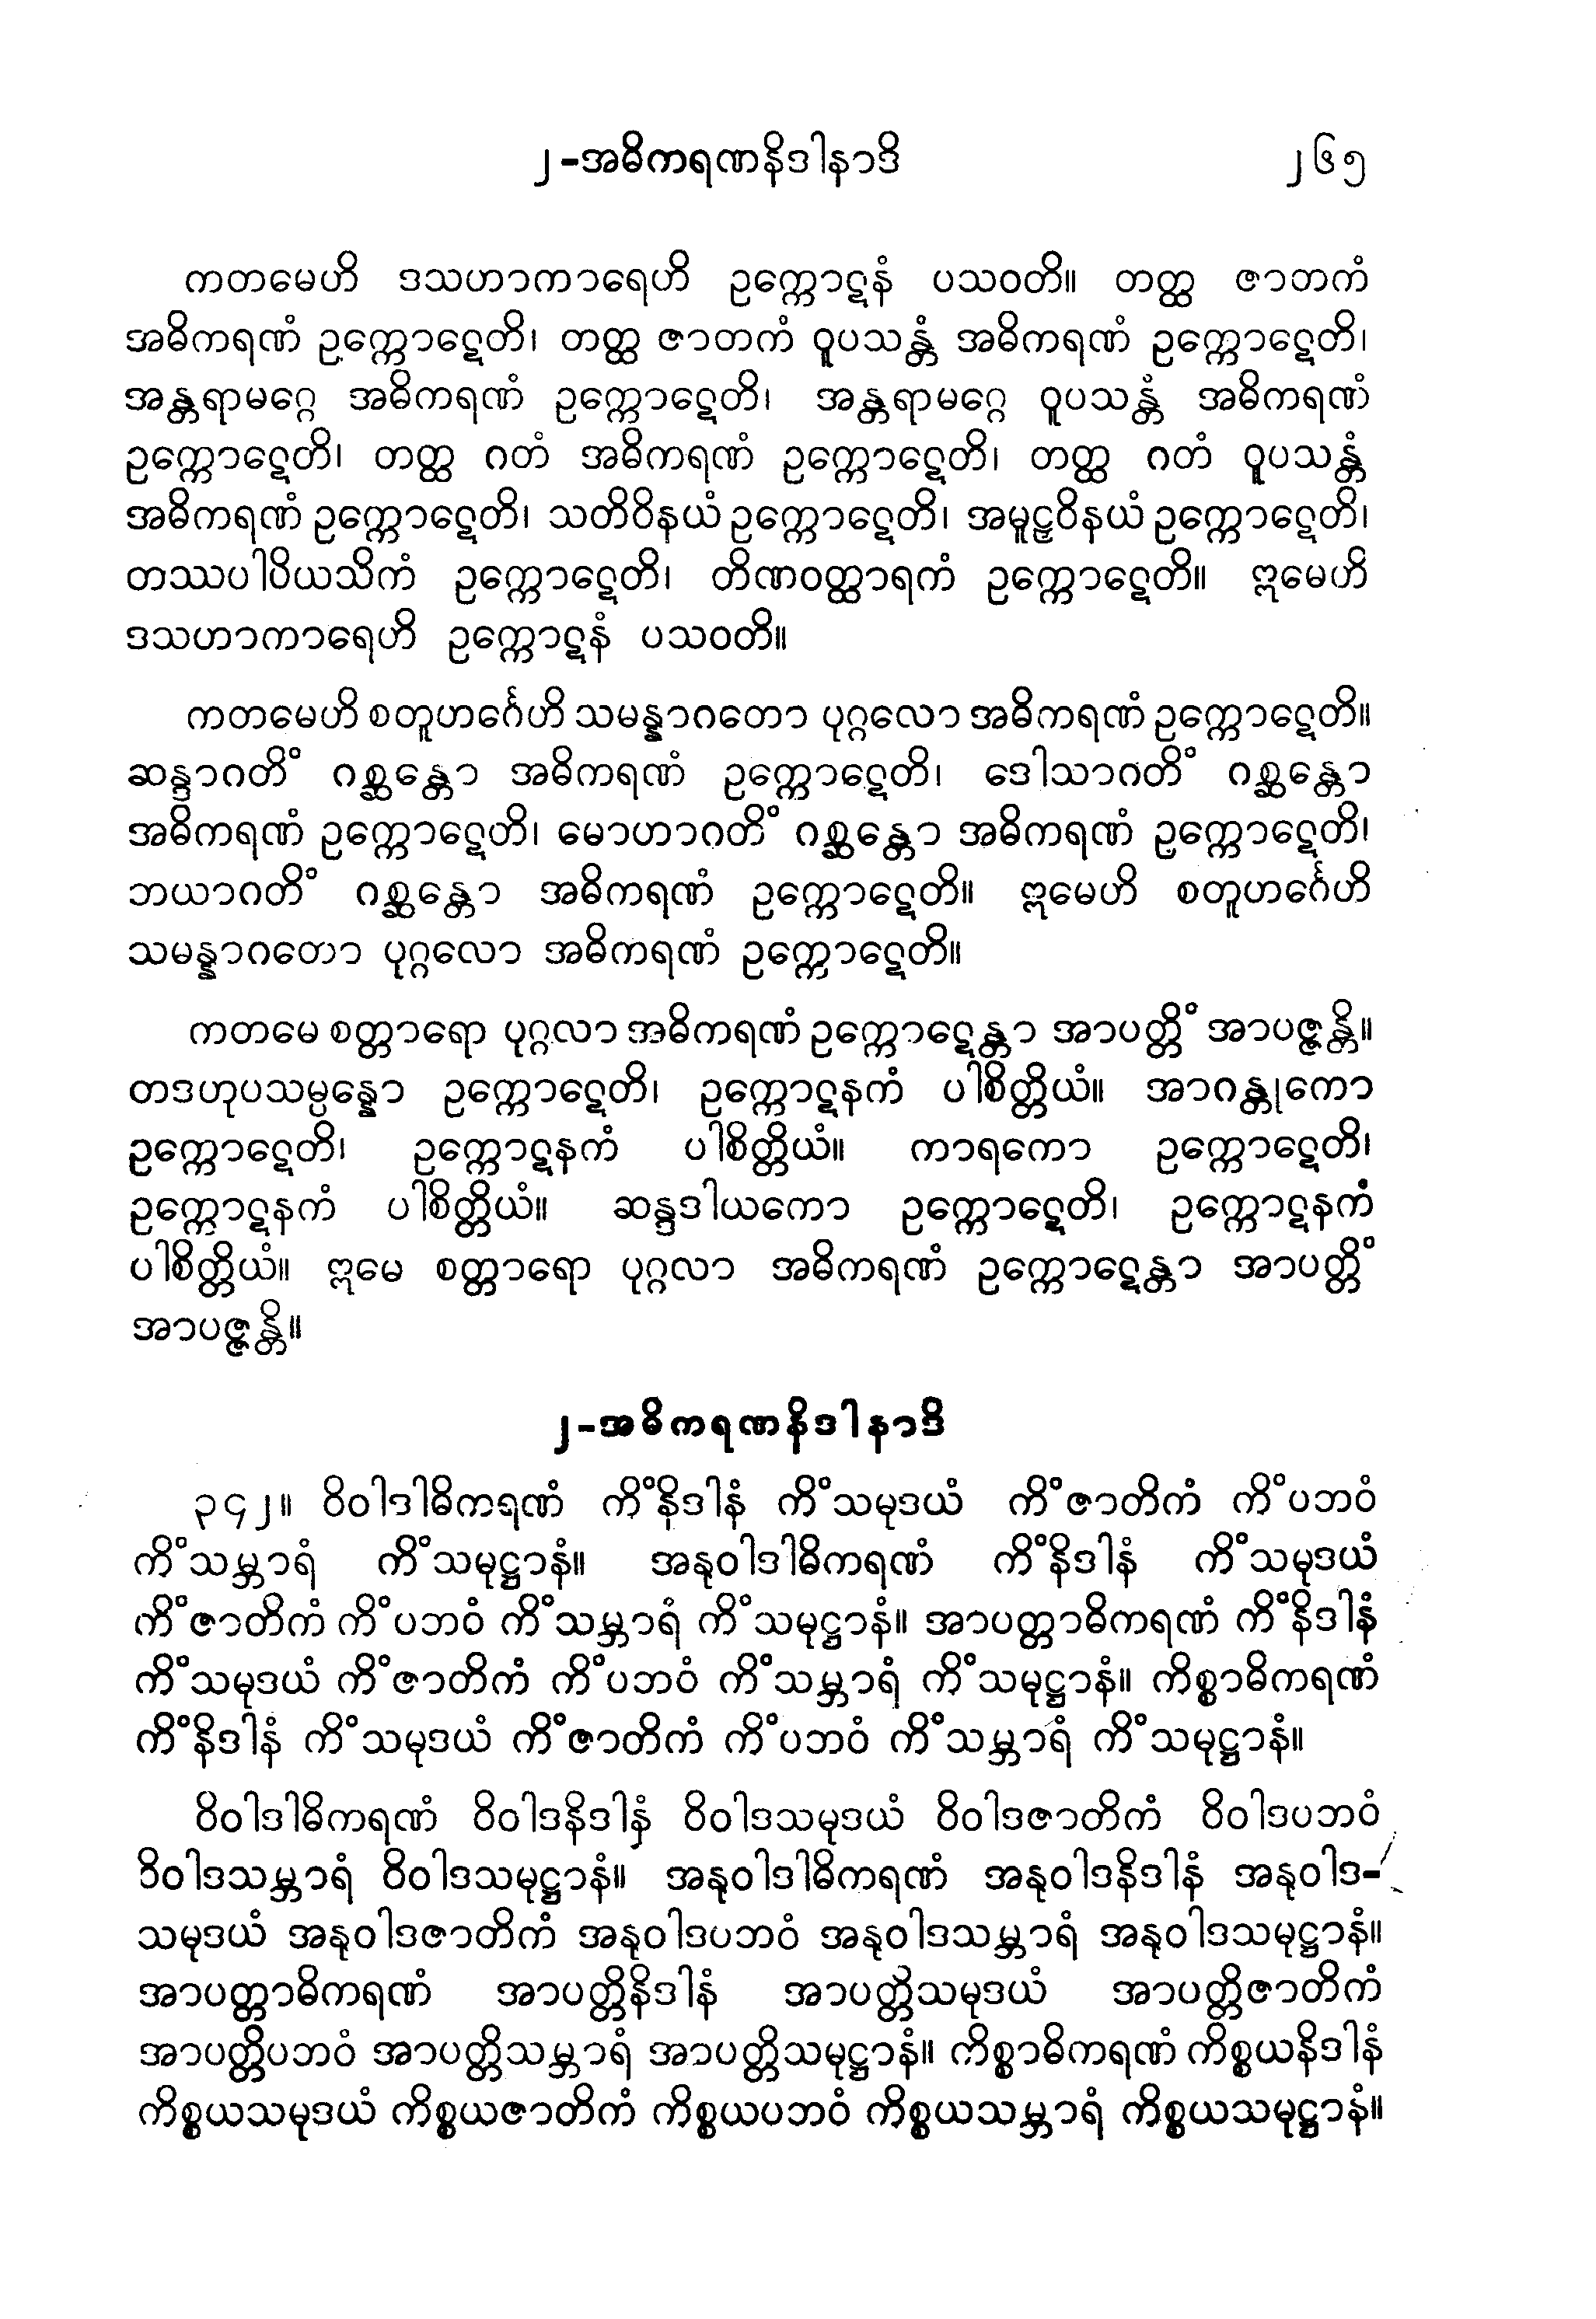 ၂-အဓိကရဏနိဒါနာဒိ ၂၆၅
ကတမေဟိ ဒသဟာကာရေဟိ ဥက္ကောဋနံ ပသဝတိ။ တတ္ထ ဇာတကံ
အဓိကရဏံ ဥက္ကောဋေတိ၊ တတ္ထ ဇာတကံ ဝူပသန္တံ အဓိကရဏံ ဥက္ကောဋေတိ၊
အန္တရာမဂ္ဂေ အဓိကရဏံ ဥက္ကောဋေတိ၊ အန္တရာမဂ္ဂေ ဝူပသန္တံ အဓိကရဏံ
ဥက္ကောဋေတိ၊ တတ္ထ ဂတံ အဓိကရဏံ ဥက္ကောဋေတိ၊ တတ္ထ ဂတံ ဝူပသန္တံ
အဓိကရဏံ ဥက္ကောဋေတိ၊ သတိဝိနယံ ဥက္ကောဋေတိ၊ အမူဠှဝိနယံ ဥက္ကောဋေတိ၊
တဿပါပိယသိကံ ဥက္ကောဋေတိ၊ တိဏဝတ္ထာရကံ ဥက္ကောဋေတိ။ ဣမေဟိ
ဒသဟာကာရေဟိ ဥက္ကောဋနံ ပသဝတိ။
ကတမေဟိ စတူဟင်္ဂေဟိ သမန္နာဂတော ပုဂ္ဂလော အဓိကရဏံ ဥက္ကောဋေတိ။
ဆန္ဒာဂတိံ ဂစ္ဆန္တော အဓိကရဏံ ဥက္ကောဋေတိ၊ ဒေါသာဂတိံ ဂစ္ဆန္တော
အဓိကရဏံ ဥက္ကောဋေတိ၊ မောဟာဂတိံ ဂစ္ဆန္တော အဓိကရဏံ ဥက္ကောဋေတိ၊
ဘယာဂတိံ ဂစ္ဆန္တော အဓိကရဏံ ဥက္ကောဋေတိ။ ဣမေဟိ စတူဟင်္ဂေဟိ
သမန္နာဂတော ပုဂ္ဂလော အဓိကရဏံ ဥက္ကောဋေတိ။
ကတမေ စတ္တာရော ပုဂ္ဂလာ အဓိကရဏံ ဥက္ကောဋေန္တာ အာပတ္တိံ အာပဇ္ဇန္တိ။
တဒဟုပသမ္ပန္နော ဥက္ကောဋေတိ၊ ဥက္ကောဋနကံ ပါစိတ္တိယံ။ အာဂန္တုကော
ဥက္ကောဋေတိ၊ ဥက္ကောဋနကံ ပါစိတ္တိယံ။ ကာရကော ဥက္ကောဋေတိ၊
ဥက္ကောဋနကံ ပါစိတ္တိယံ။ ဆန္ဒဒါယကော ဥက္ကောဋေတိ၊ ဥက္ကောဋနကံ
ပါစိတ္တိယံ။ ဣမေ စတ္တာရော ပုဂ္ဂလာ အဓိကရဏံ ဥက္ကောဋေန္တာ အာပတ္တိံ
အာပဇ္ဇန္တိ။
၂-အဓိကရဏနိဒါနာဒိ
၃၄၂။ ဝိဝါဒါဓိကရဏံ ကိံနိဒါနံ ကိံသမုဒယံ ကိံဇာတိကံ ကိံပဘဝံ
ကိံသမ္ဘာရံ ကိံသမုဋ္ဌာနံ။ အနုဝါဒါဓိကရဏံ ကိံနိဒါနံ ကိံသမုဒယံ
ကိံဇာတိကံ ကိံပဘဝံ ကိံသမ္ဘာရံ ကိံသမုဋ္ဌာနံ။ အာပတ္တာဓိကရဏံ ကိံနိဒါနံ
ကိံသမုဒယံ ကိံဇာတိကံ ကိံပဘဝံ ကိံသမ္ဘာရံ ကိံသမုဋ္ဌာနံ။ ကိစ္စာဓိကရဏံ
ကိံနိဒါနံ ကိံသမုဒယံ ကိံဇာတိကံ ကိံပဘဝံ ကိံသမ္ဘာရံ ကိံသမုဋ္ဌာနံ။
ဝိဝါဒါဓိကရဏံ ဝိဝါဒနိဒါနံ ဝိဝါဒသမုဒယံ ဝိဝါဒဇာတိကံ ဝိဝါဒပဘဝံ
ဝိဝါဒသမ္ဘာရံ ဝိဝါဒသမုဋ္ဌာနံ။ အနုဝါဒါဓိကရဏံ အနုဝါဒနိဒါနံ အနုဝါဒ-
သမုဒယံ အနုဝါဒဇာတိကံ အနုဝါဒပဘဝံ အနုဝါဒသမ္ဘာရံ အနုဝါဒသမုဋ္ဌာနံ။
အာပတ္တာဓိကရဏံ အာပတ္တိနိဒါနံ အာပတ္တိသမုဒယံ အာပတ္တိဇာတိကံ
အာပတ္တိပဘဝံ အာပတ္တိသမ္ဘာရံ အာပတ္တိသမုဋ္ဌာနံ။ ကိစ္စာဓိကရဏံ ကိစ္စယနိဒါနံ
ကိစ္စယသမုဒယံ ကိစ္စယဇာတိကံ ကိစ္စယပဘဝံ ကိစ္စယသမ္ဘာရံ ကိစ္စယသမုဋ္ဌာနံ။